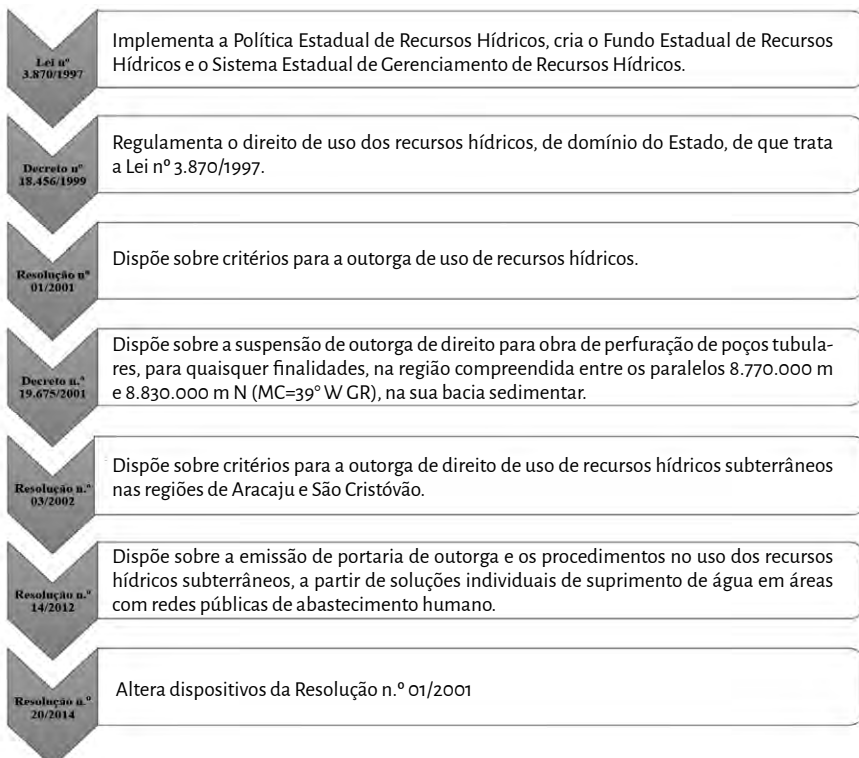 Lei nº
3.870/1997
Implementa a Política Estadual de Recursos Hídricos, cria o Fundo Estadual de Recursos
Hídricos e o Sistema Estadual de Gerenciamento de Recursos Hídricos.
Decreto nº
18.456/1999
Regulamenta o direito de uso dos recursos hídricos, de domínio do Estado, de que trata
a Lei nº 3.870/1997.
Resolução nº
01/2001
Dispõe sobre critérios para a outorga de uso de recursos hídricos.
Decreto n.º
19.675/2001
Dispõe sobre a suspensão de outorga de direito para obra de perfuração de poços tubula-
res, para quaisquer finalidades, na região compreendida entre os paralelos 8.770.000 m
e 8.830.000 m N (MC=39° W GR), na sua bacia sedimentar.
Resolução n.º
03/2002
Dispõe sobre critérios para a outorga de direito de uso de recursos hídricos subterrâneos
nas regiões de Aracaju e São Cristóvão.
Resolução n.º
14/2012
Dispõe sobre a emissão de portaria de outorga e os procedimentos no uso dos recursos
hídricos subterrâneos, a partir de soluções individuais de suprimento de água em áreas
com redes públicas de abastecimento humano.
Resolução n.º
20/2014
Altera dispositivos da Resolução n.º 01/2001